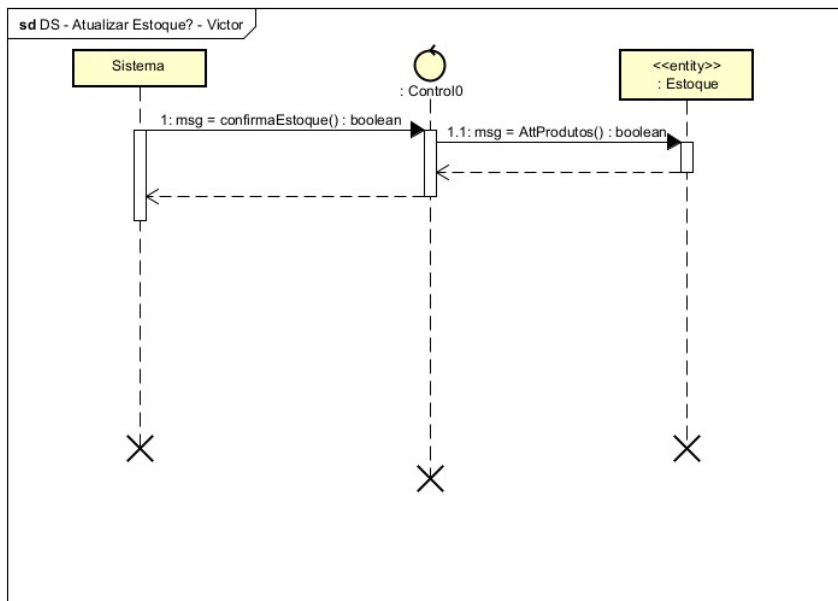 sd DS - Atualizar Estoque? - Victor
Sistema
: Control0
<<entity>>
: Estoque
1: msg = confirmaEstoque() : boolean
1.1: msg = AttProdutos() : boolean